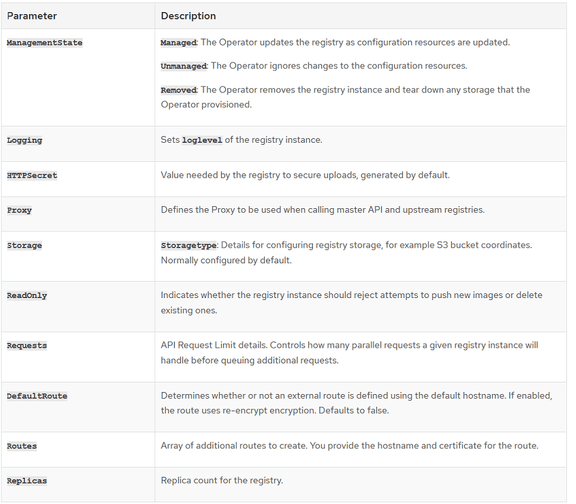 Parameter Description
ManagementState Managed: The Operator updates the registry as configuration resources are updated.
Unmanaged: The Operator ignores changes to the configuration resources.
Removed: The Operator removes the registry instance and tear down any storage that the
Operator provisioned.
Logging Sets loglevel of the registry instance.
HTTPSecret Value needed by the registry to secure uploads, generated by default.
Proxy Defines the Proxy to be used when calling master API and upstream registries.
Storage Storagetype: Details for configuring registry storage, for example S3 bucket coordinates.
Normally configured by default.
ReadOnly Indicates whether the registry instance should reject attempts to push new images or delete
existing ones.
Requests API Request Limit details. Controls how many parallel requests a given registry instance will
handle before queuing additional requests.
DefaultRoute Determines whether or not an external route is defined using the default hostname. If enabled,
the route uses re-encrypt encryption. Defaults to false.
Routes Array of additional routes to create. You provide the hostname and certificate for the route.
Replicas Replica count for the registry.